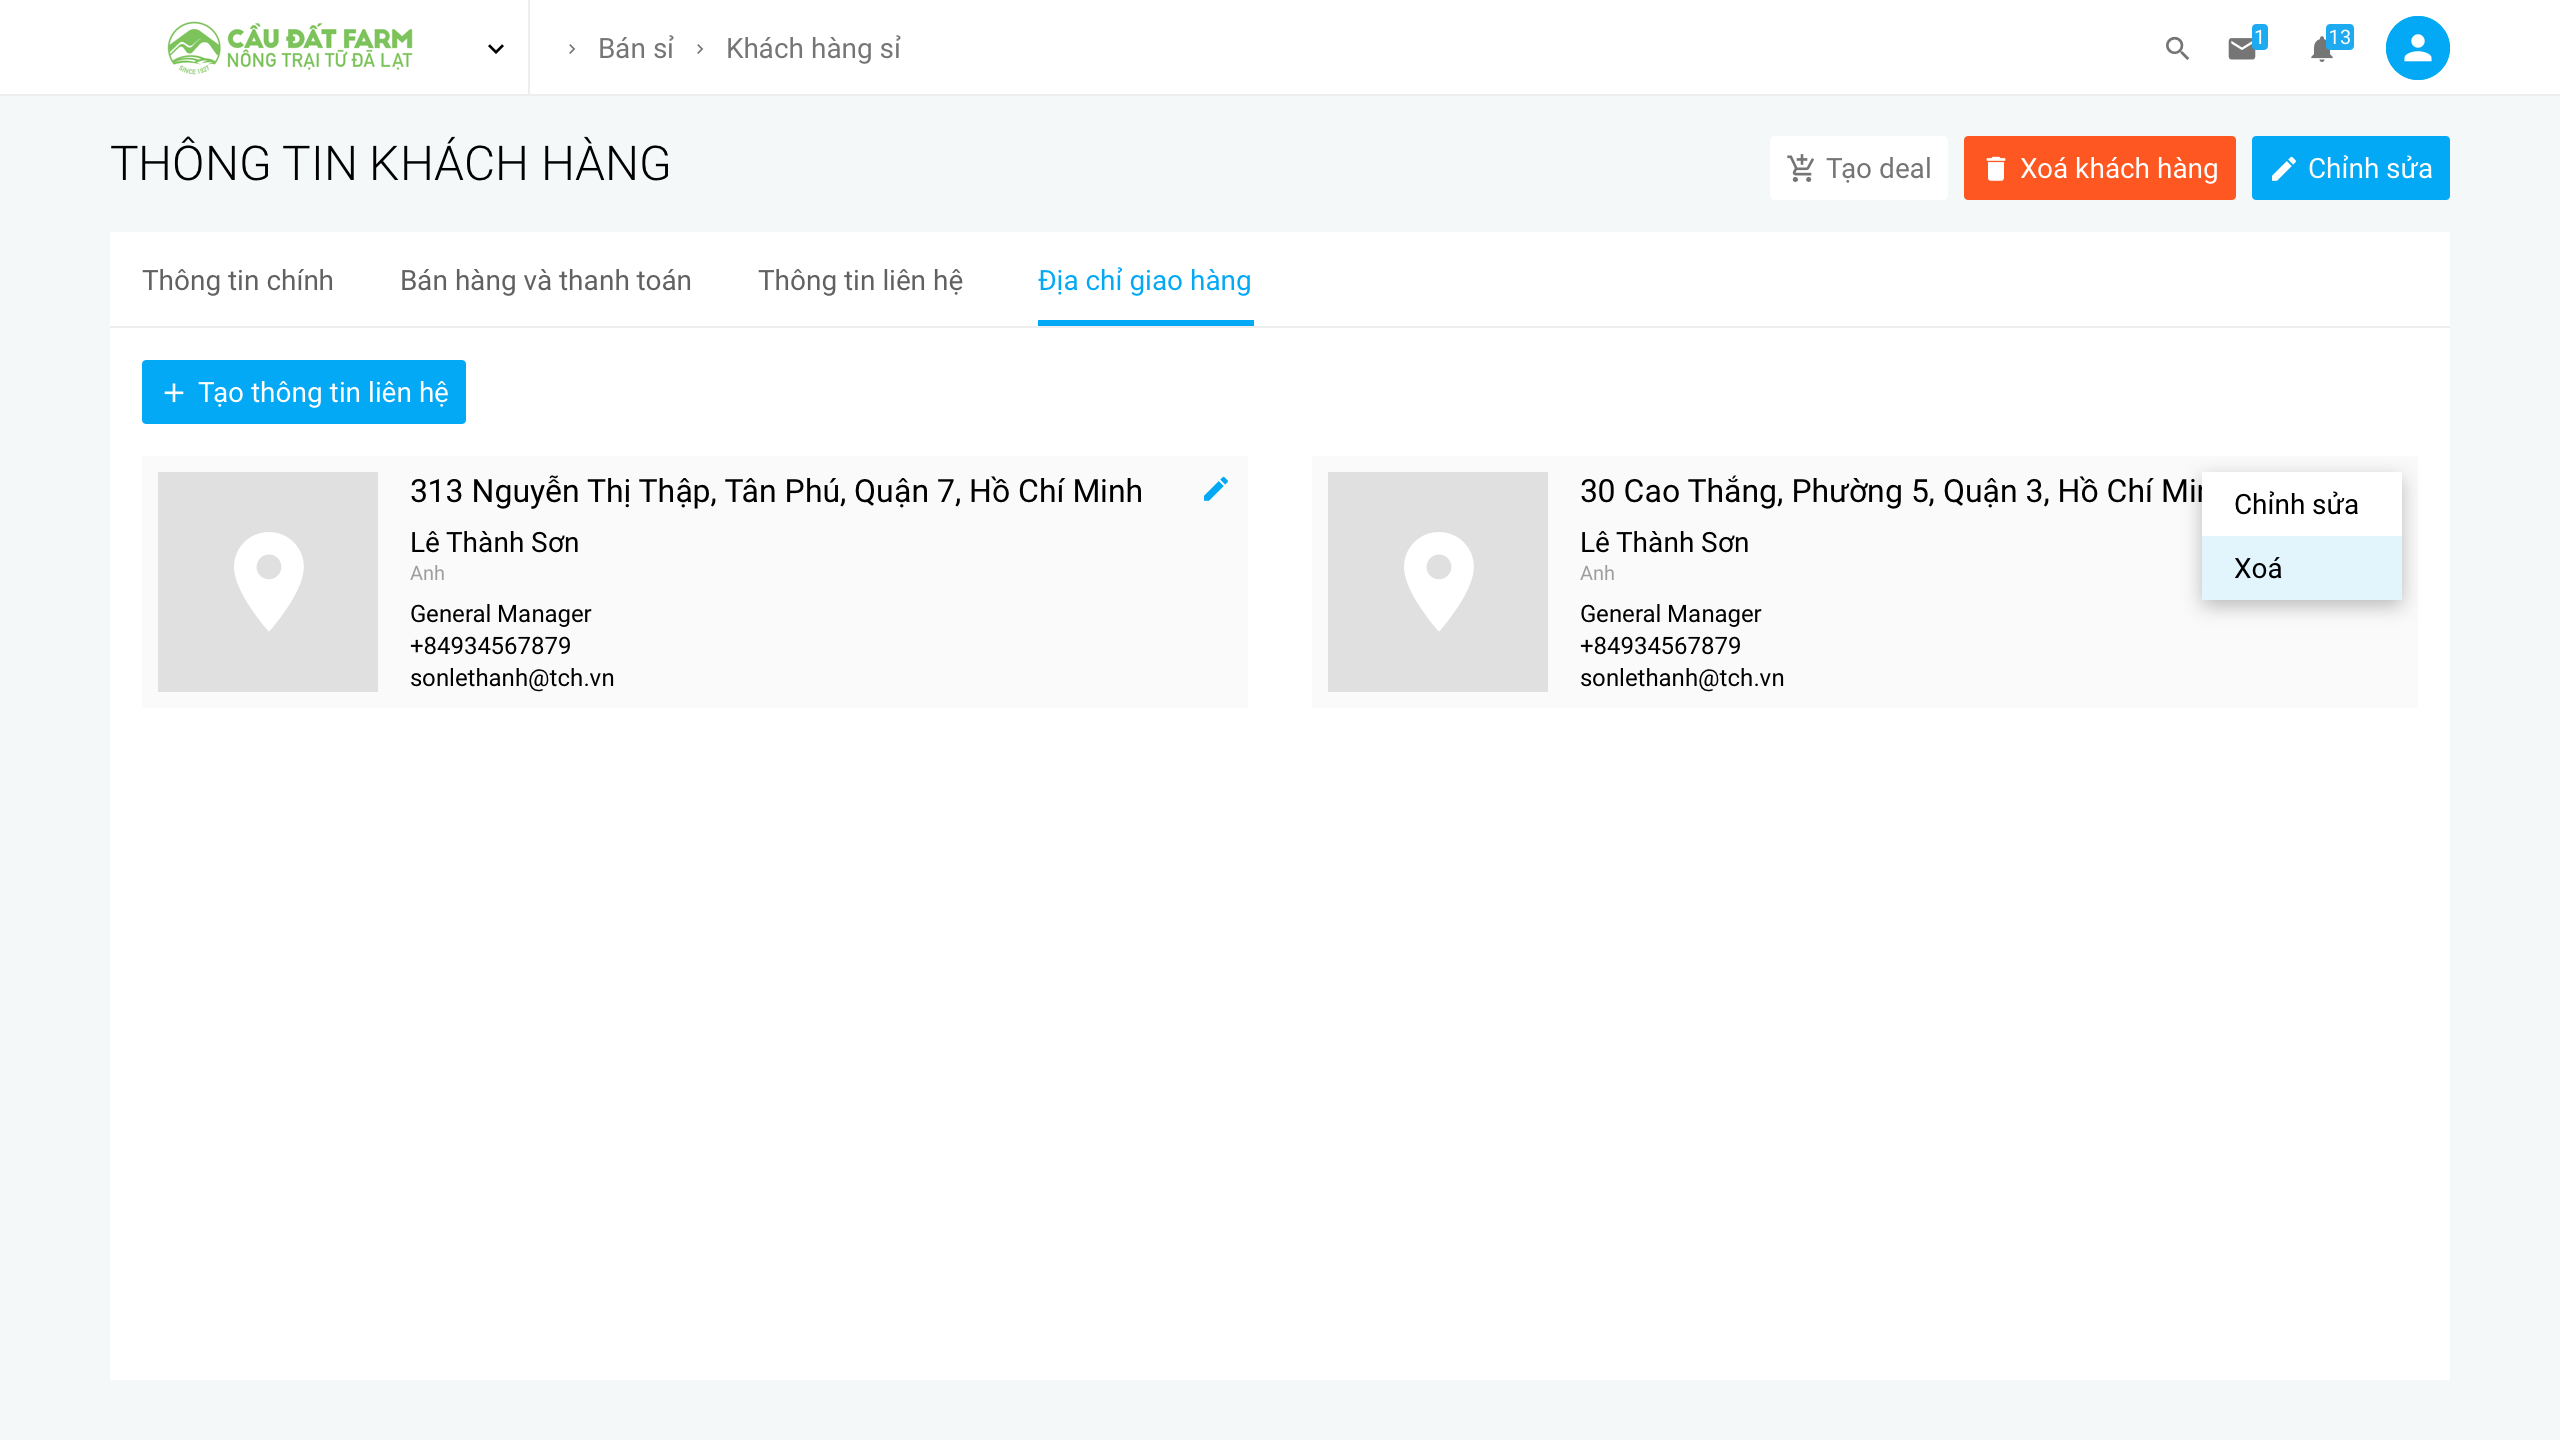 CẦU ĐẤT FARM
NÔNG TRẠI TỪ ĐÀ LẠT
SINCE 1927
Bán sỉ
Khách hàng sỉ
1
13
THÔNG TIN KHÁCH HÀNG
Tạo deal
Xoá khách hàng
Chỉnh sửa
Thông tin chính
Bán hàng và thanh toán
Thông tin liên hệ
Địa chỉ giao hàng
Tạo thông tin liên hệ
313 Nguyễn Thị Thập, Tân Phú, Quận 7, Hồ Chí Minh
Lê Thành Sơn
Anh
General Manager
+84934567879
sonlethanh@tch.vn
30 Cao Thắng, Phường 5, Quận 3, Hồ Chí
Lê Thành Sơn
Anh
General Manager
+84934567879
sonlethanh@tch.vn
Chỉnh sửa
Xoá